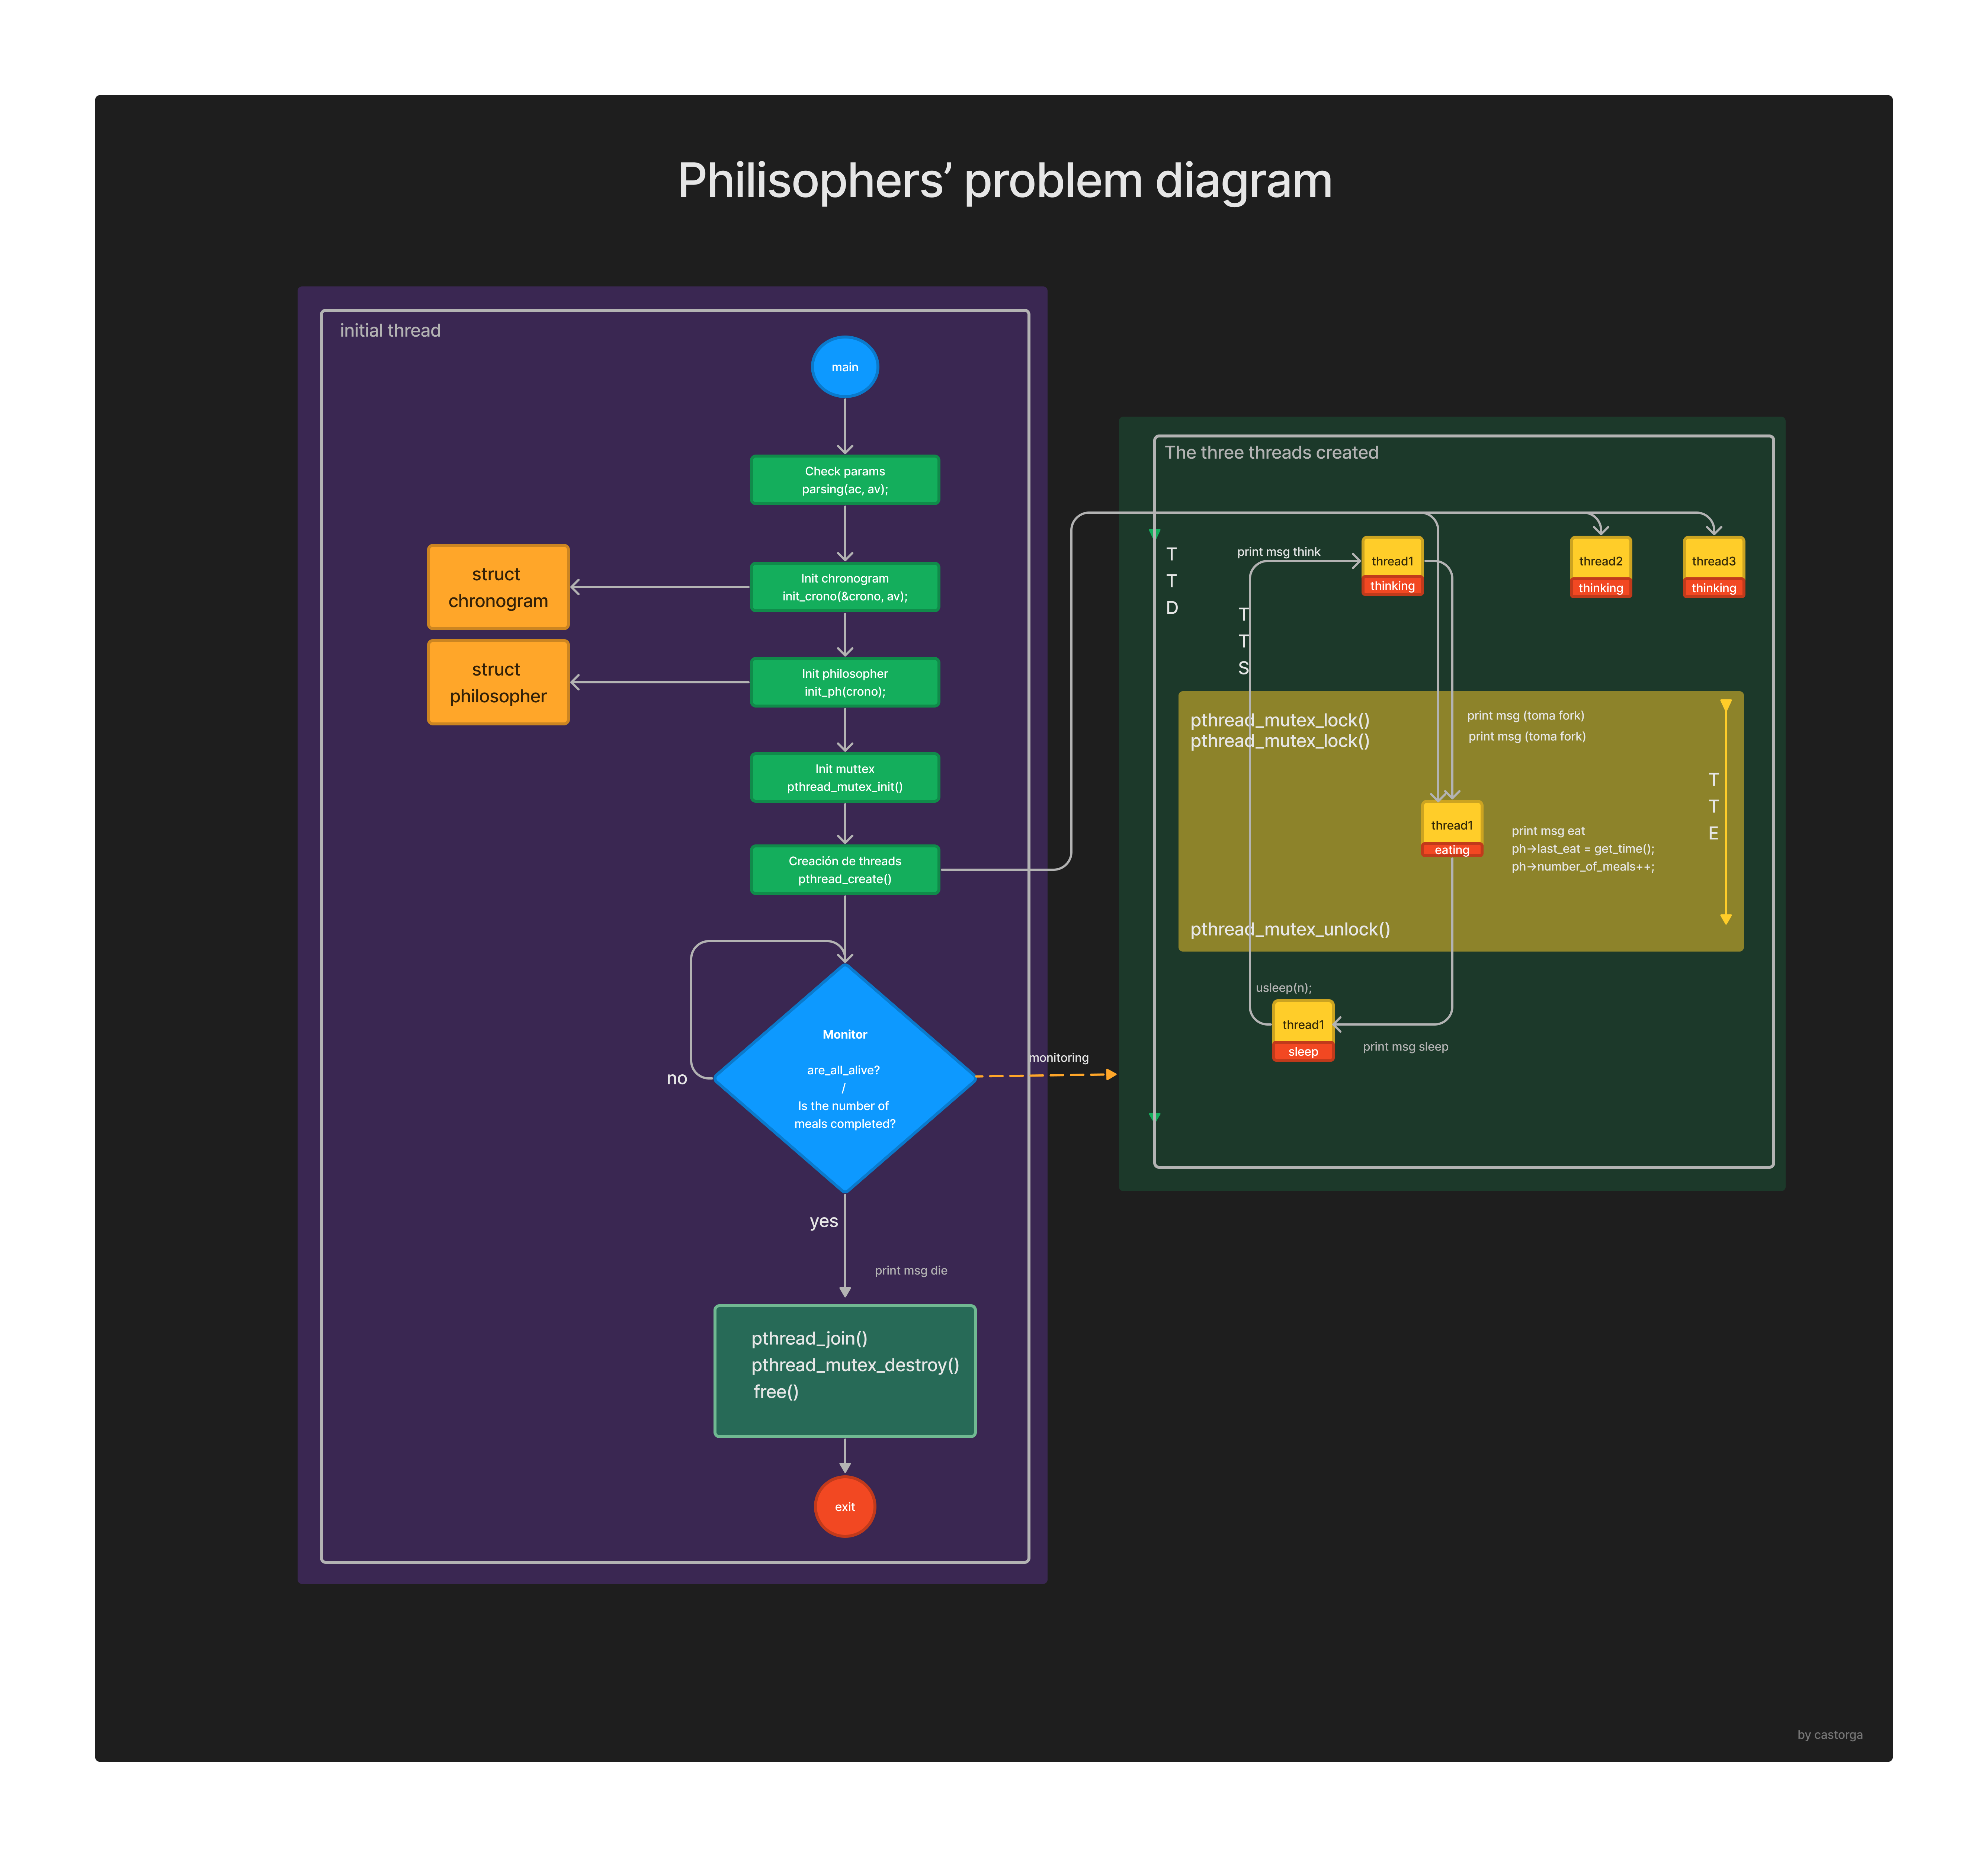 Philisophers’ problem diagram
initial thread
main
Check params
parsing(ac, av);
Init chronogram
init_crono(&crono, av);
struct
chronogram
Init philosopher
init_ph(crono);
struct
philosopher
Init muttex
pthread_mutex_init()
Creación de threads
pthread_create()
Monitor
are_all_alive?
/
Is the number of
meals completed?
no
monitoring
yes
print msg die
pthread_join()
pthread_mutex_destroy()
free()
exit
The three threads created
T
T
D
print msg think
thread1
thinking
thread2
thinking
thread3
thinking
T
T
S
pthread_mutex_lock()
pthread_mutex_lock()
print msg (toma fork)
print msg (toma fork)
thread1
eating
print msg eat
ph→last_eat = get_time();
ph→number_of_meals++;
T
T
E
pthread_mutex_unlock()
usleep(n);
thread1
sleep
print msg sleep
by castorga